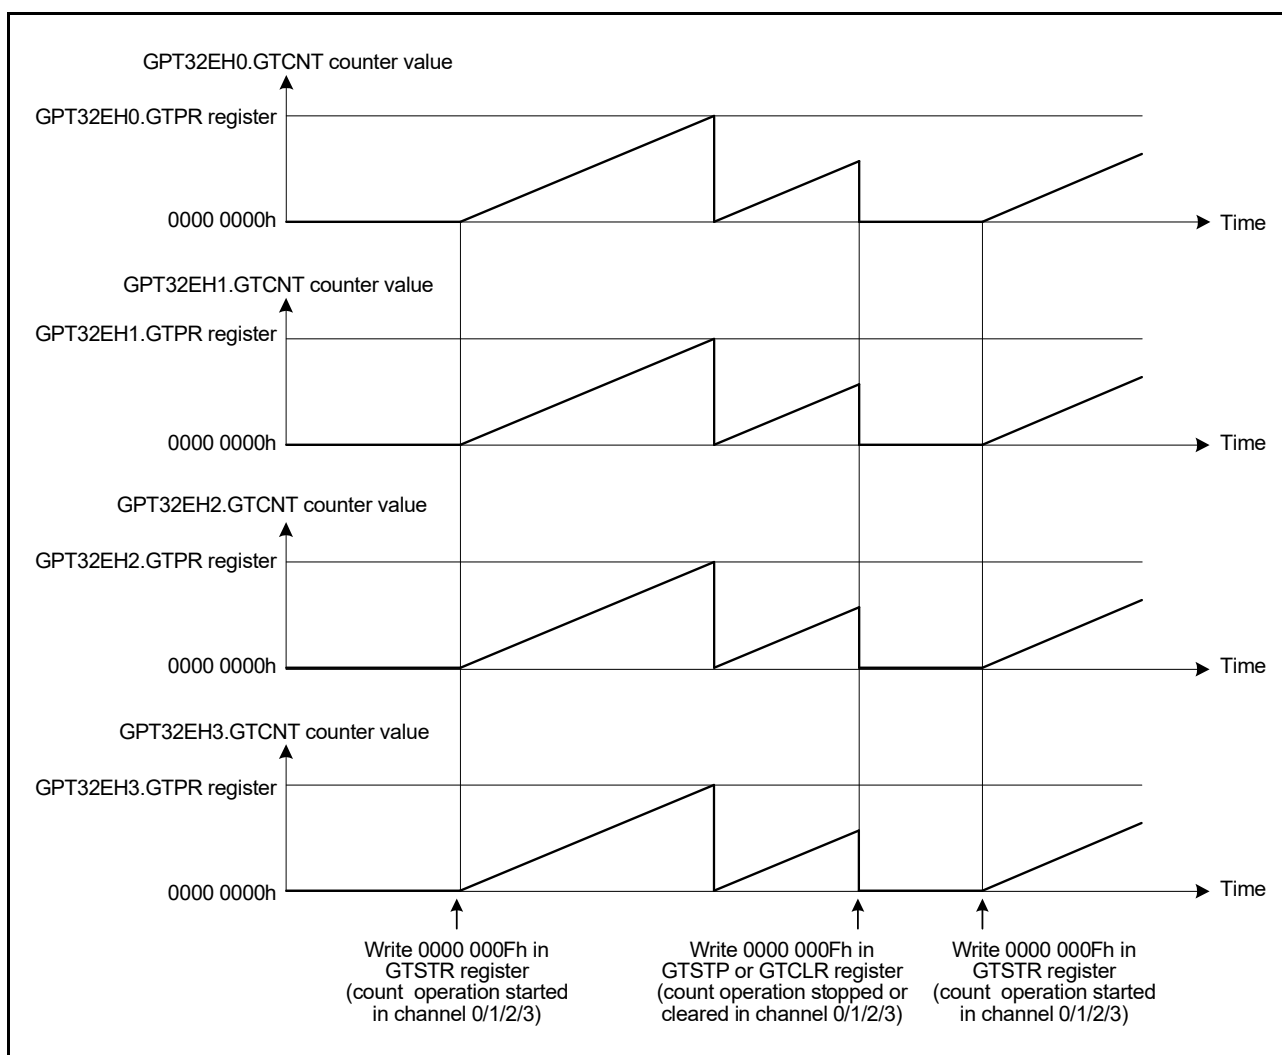 GPT32EH0.GTCNT counter value
GPT32EH0.GTPR register
0000 0000h
Time
GPT32EH1.GTCNT counter value
GPT32EH1.GTPR register
0000 0000h
Time
GPT32EH2.GTCNT counter value
GPT32EH2.GTPR register
0000 0000h
Time
GPT32EH3.GTCNT counter value
GPT32EH3.GTPR register
0000 0000h
Time
Write 0000 000Fh in
GTSTR register
(count operation started
in channel 0/1/2/3)
Write 0000 000Fh in
GTSTP or GTCLR register
(count operation stopped or
cleared in channel 0/1/2/3)
Write 0000 000Fh in
GTSTR register
(count operation started
in channel 0/1/2/3)